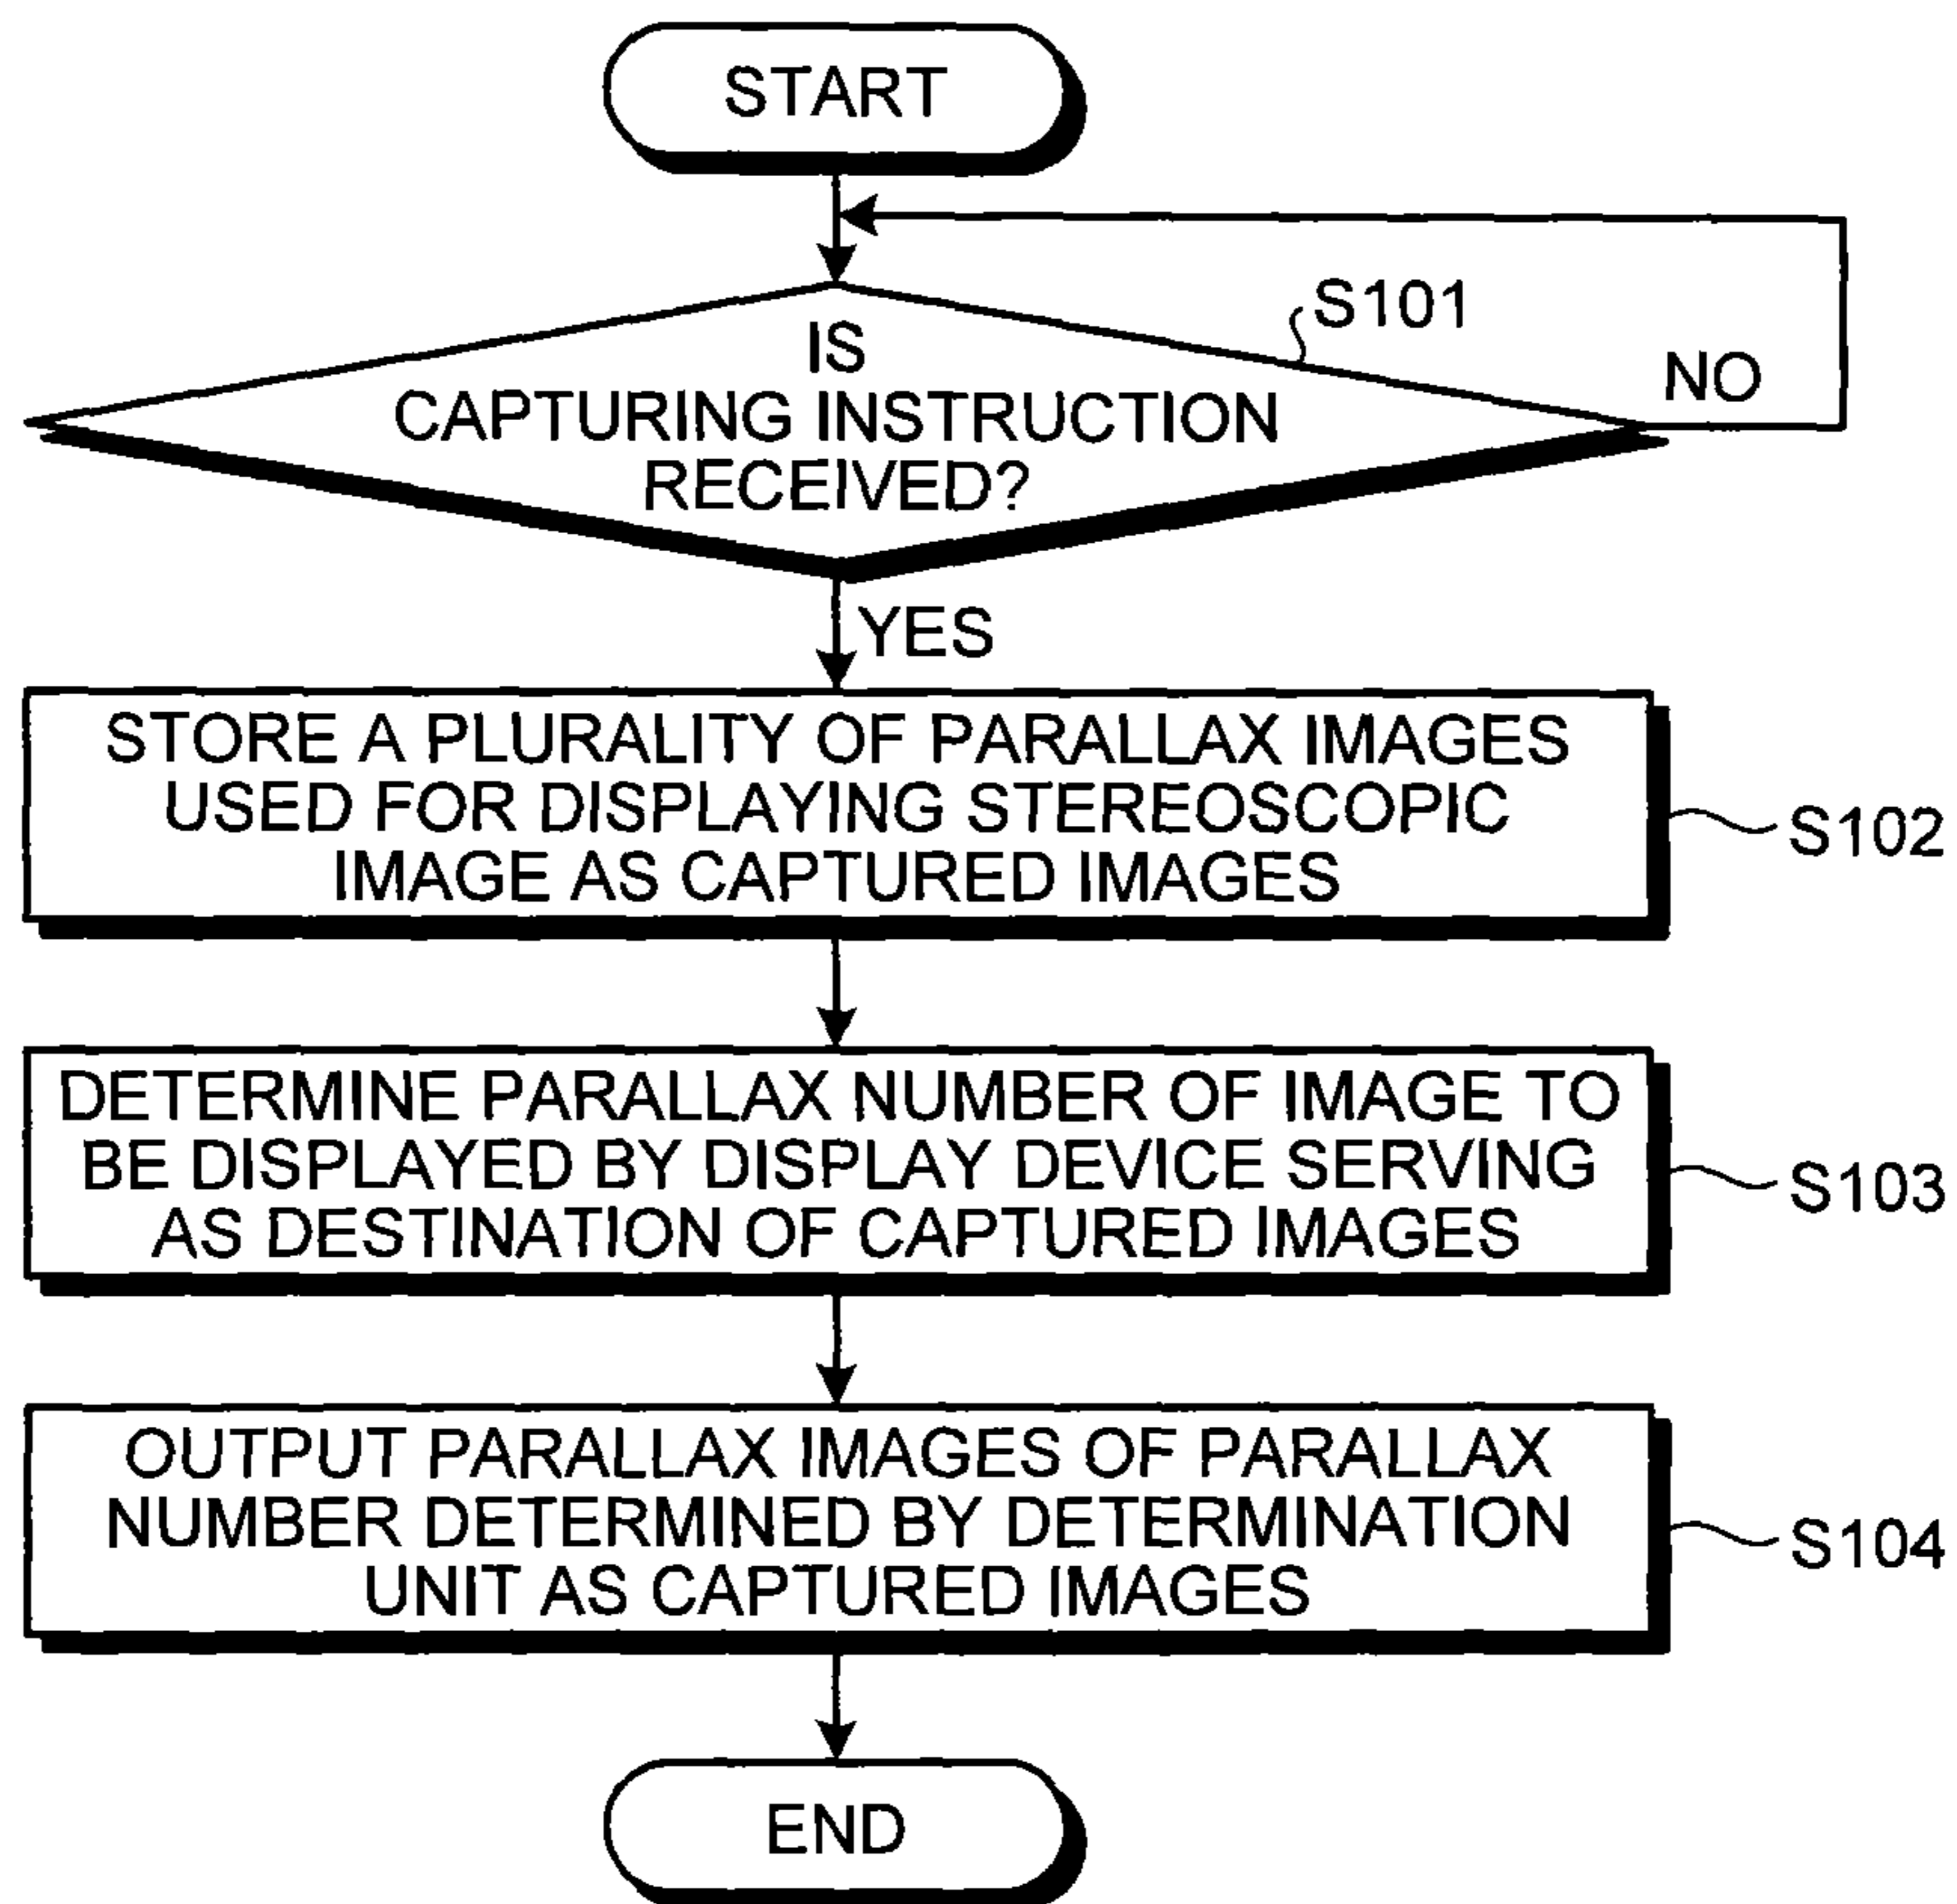 START
IS
CAPTURING INSTRUCTION
RECEIVED?
S101
NO
YES
STORE A PLURALITY OF PARALLAX IMAGES
USED FOR DISPLAYING STEREOSCOPIC
IMAGE AS CAPTURED IMAGES
S102
DETERMINE PARALLAX NUMBER OF IMAGE TO
BE DISPLAYED BY DISPLAY DEVICE SERVING
AS DESTINATION OF CAPTURED IMAGES
S103
OUTPUT PARALLAX IMAGES OF PARALLAX
NUMBER DETERMINED BY DETERMINATION
UNIT AS CAPTURED IMAGES
S104
END